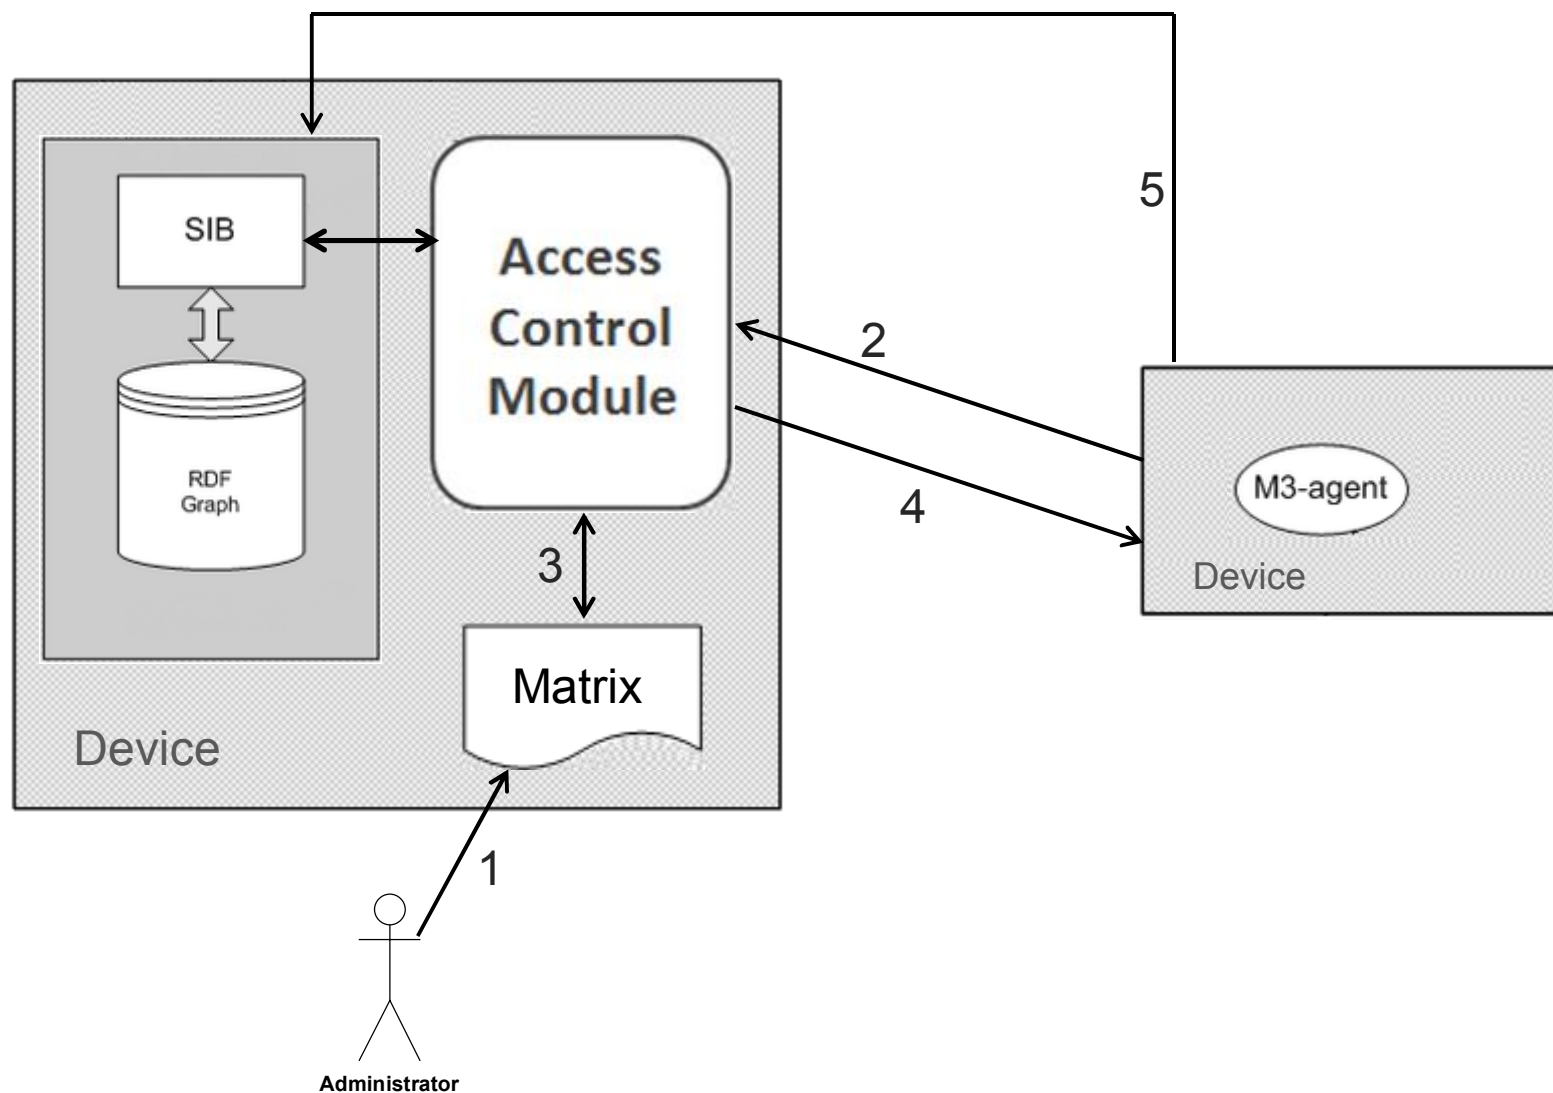 5
SIB
Access
Control
Module
2
RDF
Graph
M3-agent
4
3
Device
Matrix
Device
1
Administrator